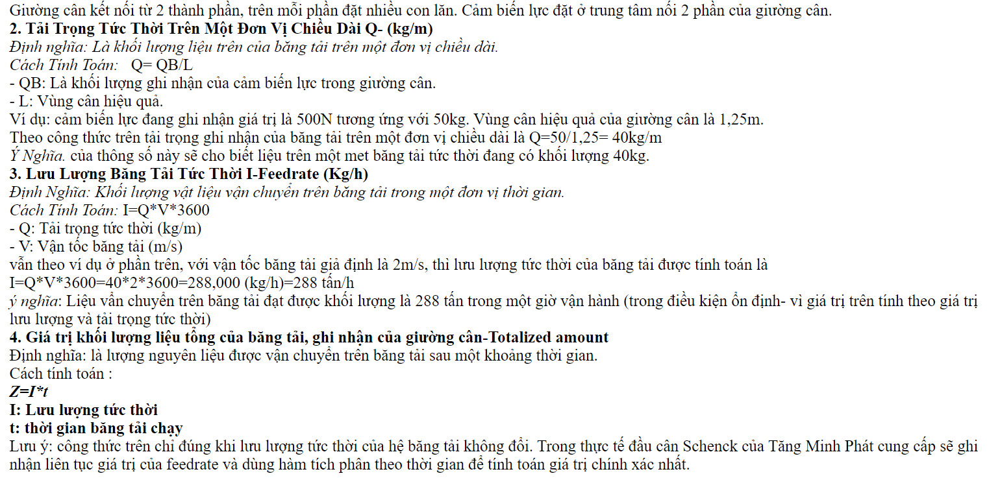 Giường cân kết nối từ 2 thành phần, trên mỗi phần đặt nhiều con lăn. Cảm biến lực đặt ở trung tâm nối 2 phần của giường cân.
2. Tải Trọng Tức Thời Trên Một Đơn Vị Chiều Dài Q- (kg/m)
Định nghĩa: Là khối lượng liệu trên của băng tải trên một đơn vị chiều dài.
Cách Tính Toán: Q= QB/L
- QB: Là khối lượng ghi nhận của cảm biến lực trong giường cân.
- L: Vùng cân hiệu quả.
Ví dụ: cảm biến lực đang ghi nhận giá trị là 500N tương ứng với 50kg. Vùng cân hiệu quả của giường cân là 1,25m.
Theo công thức trên tải trọng ghi nhận của băng tải trên một đơn vị chiều dài là Q=50/1,25= 40kg/m
Ý Nghĩa. của thông số này sẽ cho biết liệu trên một met băng tải tức thời đang có khối lượng 40kg.
3. Lưu Lượng Băng Tải Tức Thời I-Feedrate (Kg/h)
Định Nghĩa: Khối lượng vật liệu vận chuyển trên băng tải trong một đơn vị thời gian.
Cách Tính Toán: I=Q*V*3600
- Q: Tải trọng tức thời (kg/m)
- V: Vận tốc băng tải (m/s)
vẫn theo ví dụ ở phần trên, với vận tốc băng tải giả định là 2m/s, thì lưu lượng tức thời của băng tải được tính toán là
I=Q*V*3600=40*2*3600=288,000 (kg/h)=288 tấn/h
ý nghĩa: Liệu vẩn chuyển trên băng tải đạt được khối lượng là 288 tấn trong một giờ vận hành (trong điều kiện ổn định- vì giá trị trên tính theo giá trị
lưu lượng và tải trọng tức thời)
4. Giá trị khối lượng liệu tổng của băng tải, ghi nhận của giường cân-Totalized amount
Định nghĩa: là lượng nguyên liệu được vận chuyển trên băng tải sau một khoảng thời gian.
Cách tính toán :
Z=I*t
I: Lưu lượng tức thời
t: thời gian băng tải chạy
Lưu ý: công thức trên chỉ đúng khi lưu lượng tức thời của hệ băng tải không đổi. Trong thực tế đầu cân Schenck của Tăng Minh Phát cung cấp sẽ ghi
nhận liên tục giá trị của feedrate và dùng hàm tích phân theo thời gian để tính toán giá trị chính xác nhất.